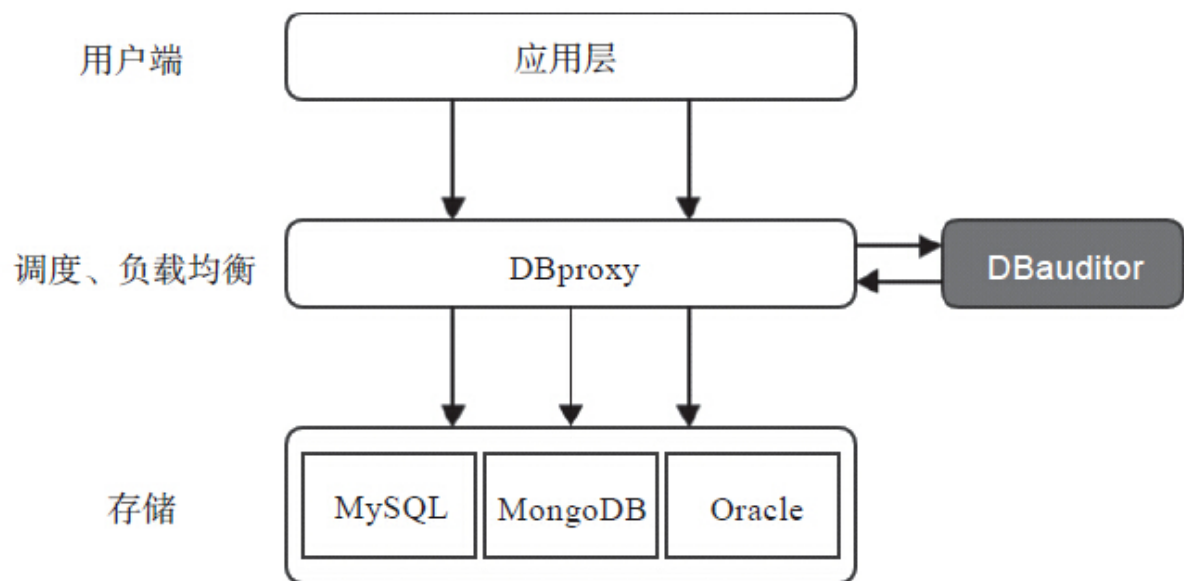 用户端
应用层
调度、负载均衡
DBproxy
DBauditor
存储
MySQL
MongoDB
Oracle